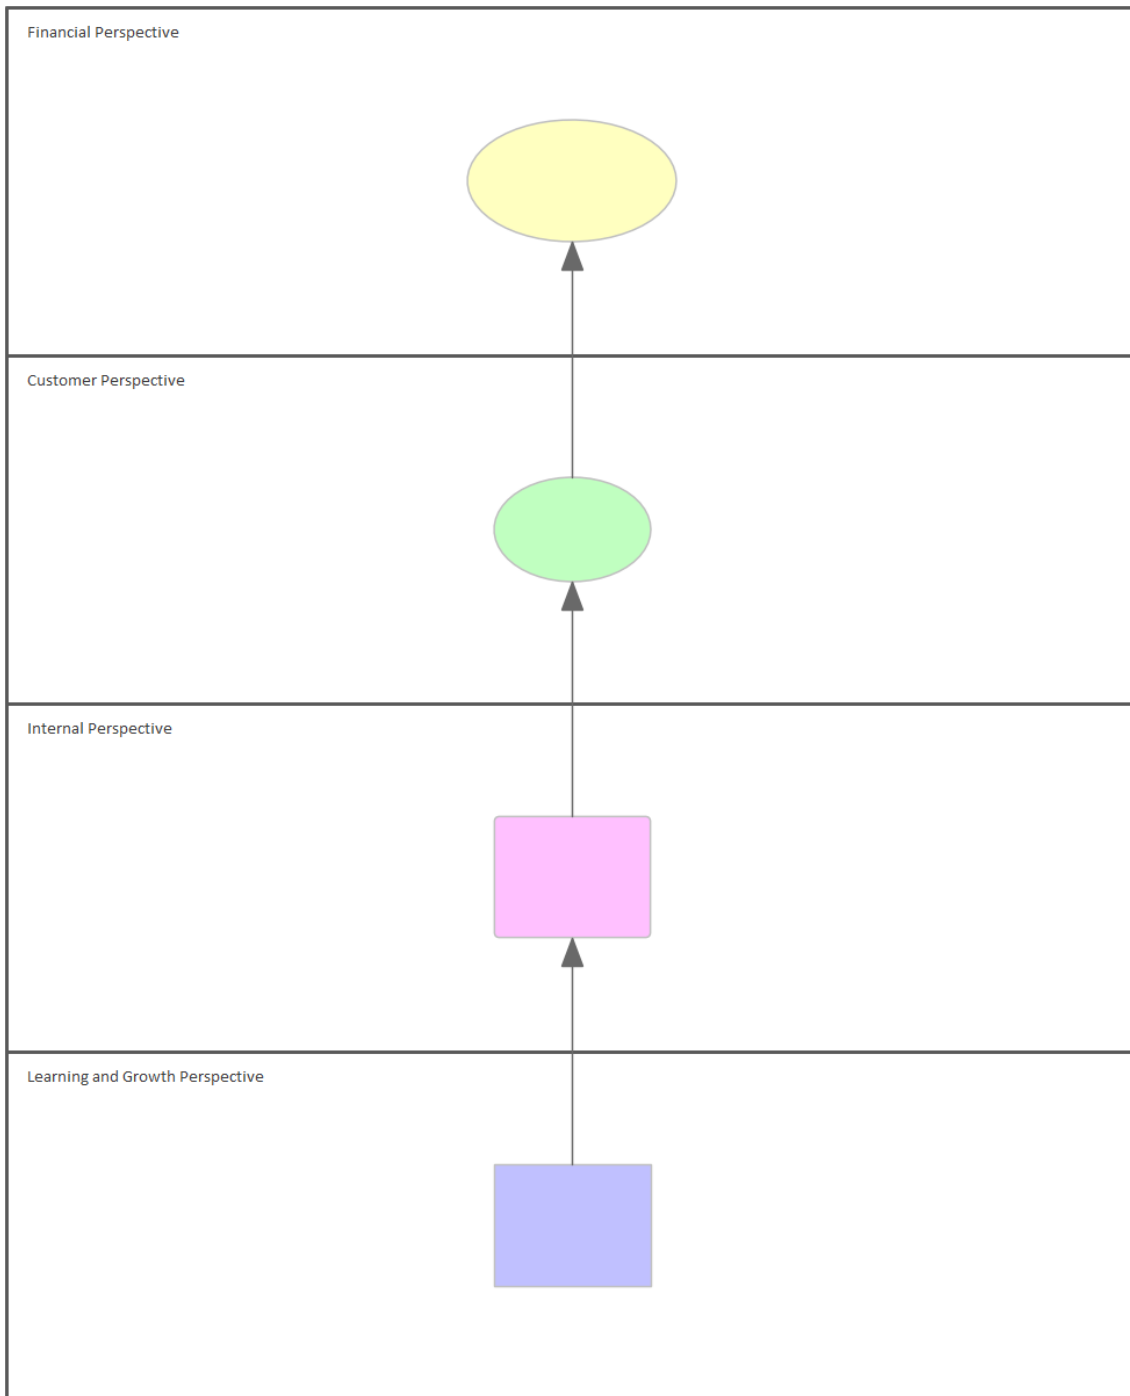 Financial Perspective
Customer Perspective
Internal Perspective
Learning and Growth Perspective